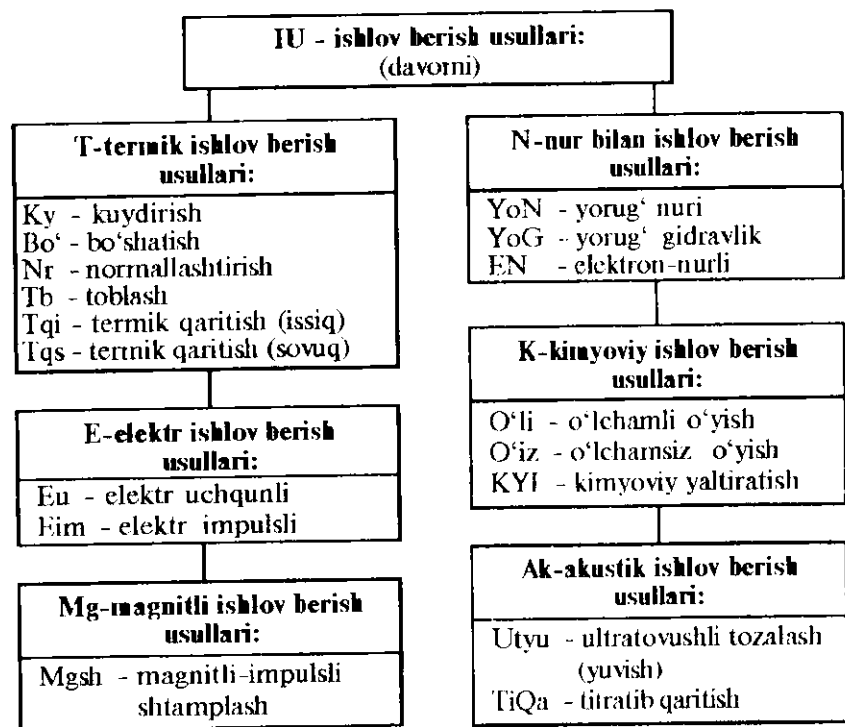 IU - ishlov berish usullari:
(davomi)
T-termik ishlov berish
usullari:
Ky - kuydirish
Bo‘ - bo‘shatish
Nr - normallashtirish
Tb - toblash
Tqi - termik qaritish (issiq)
Tqs - termik qaritish (sovuq)
E-elektr ishlov berish
usullari:
Eu - elektr uchqunli
Eim - elektr impulsli
Mg-magnitli ishlov berish
usullari:
Mgsh - magnitli-impulsli
shtamplash
N-nur bilan ishlov berish
usullari:
YoN - yorug‘ nuri
YoG - yorug‘ gidravlik
EN - elektron-nurli
K-kimyoviy ishlov berish
usullari:
O‘li - o‘lchamli o‘yish
O‘iz - o‘lchamsiz o‘yish
KYI - kimyoviy yaltiratish
Ak-akustik ishlov berish
usullari:
Utyu - ultratovushli tozalash
(yuvish)
TiQa - titratib qaritish